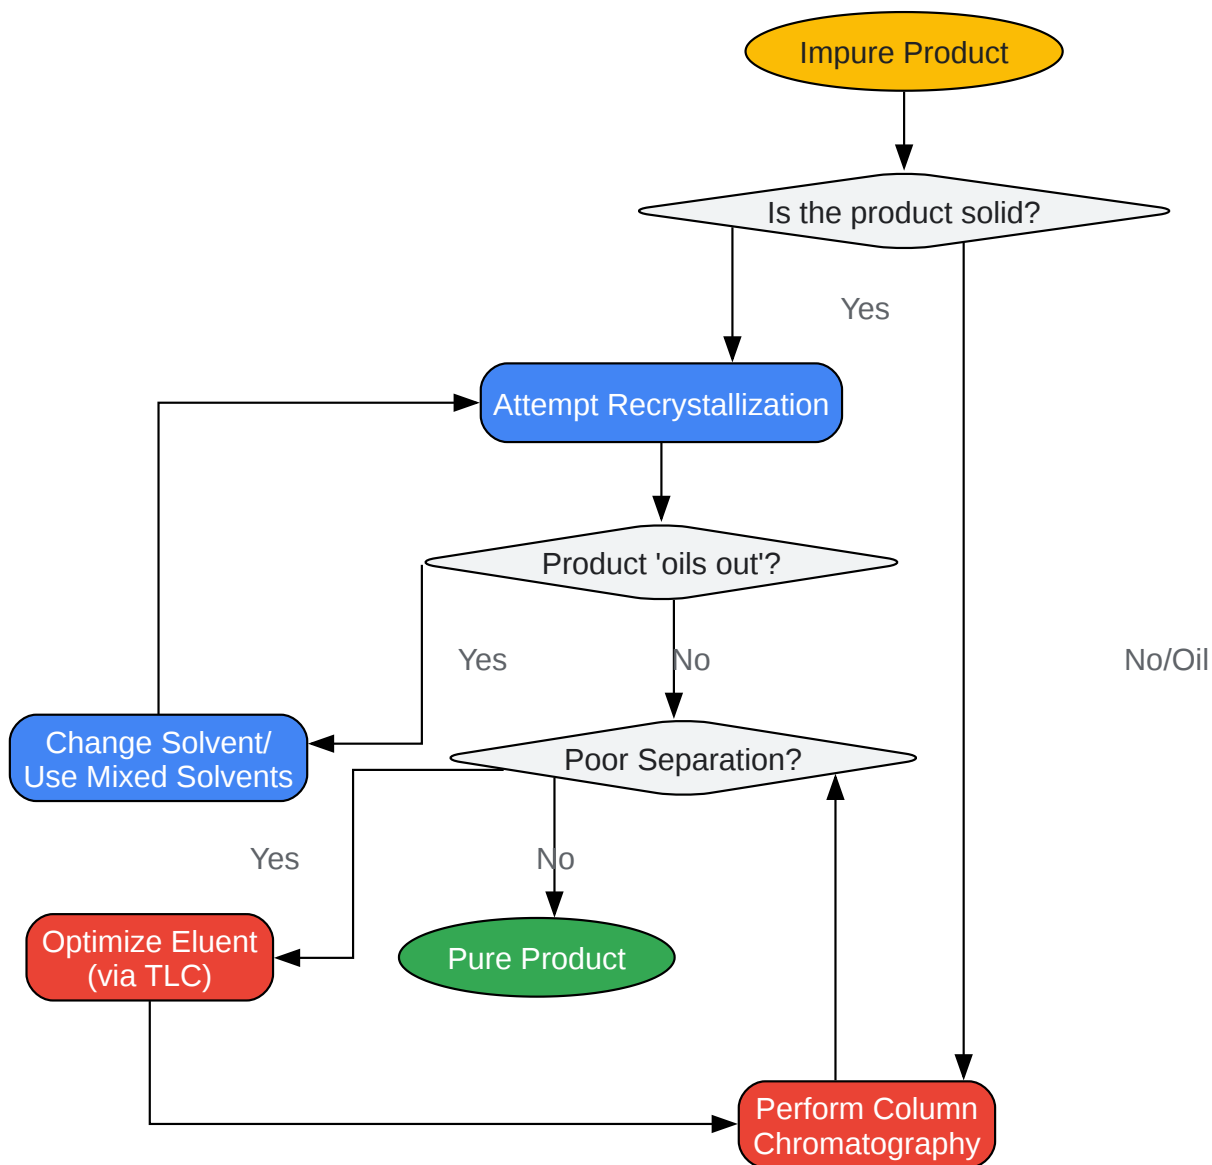 Impure Product
Is the product solid?
Yes
Attempt Recrystallization
Product 'oils out'?
Yes
No
No/Oil
Change Solvent/
Use Mixed Solvents
Poor Separation?
Yes
No
Optimize Eluent
(via TLC)
Pure Product
Perform Column
Chromatography